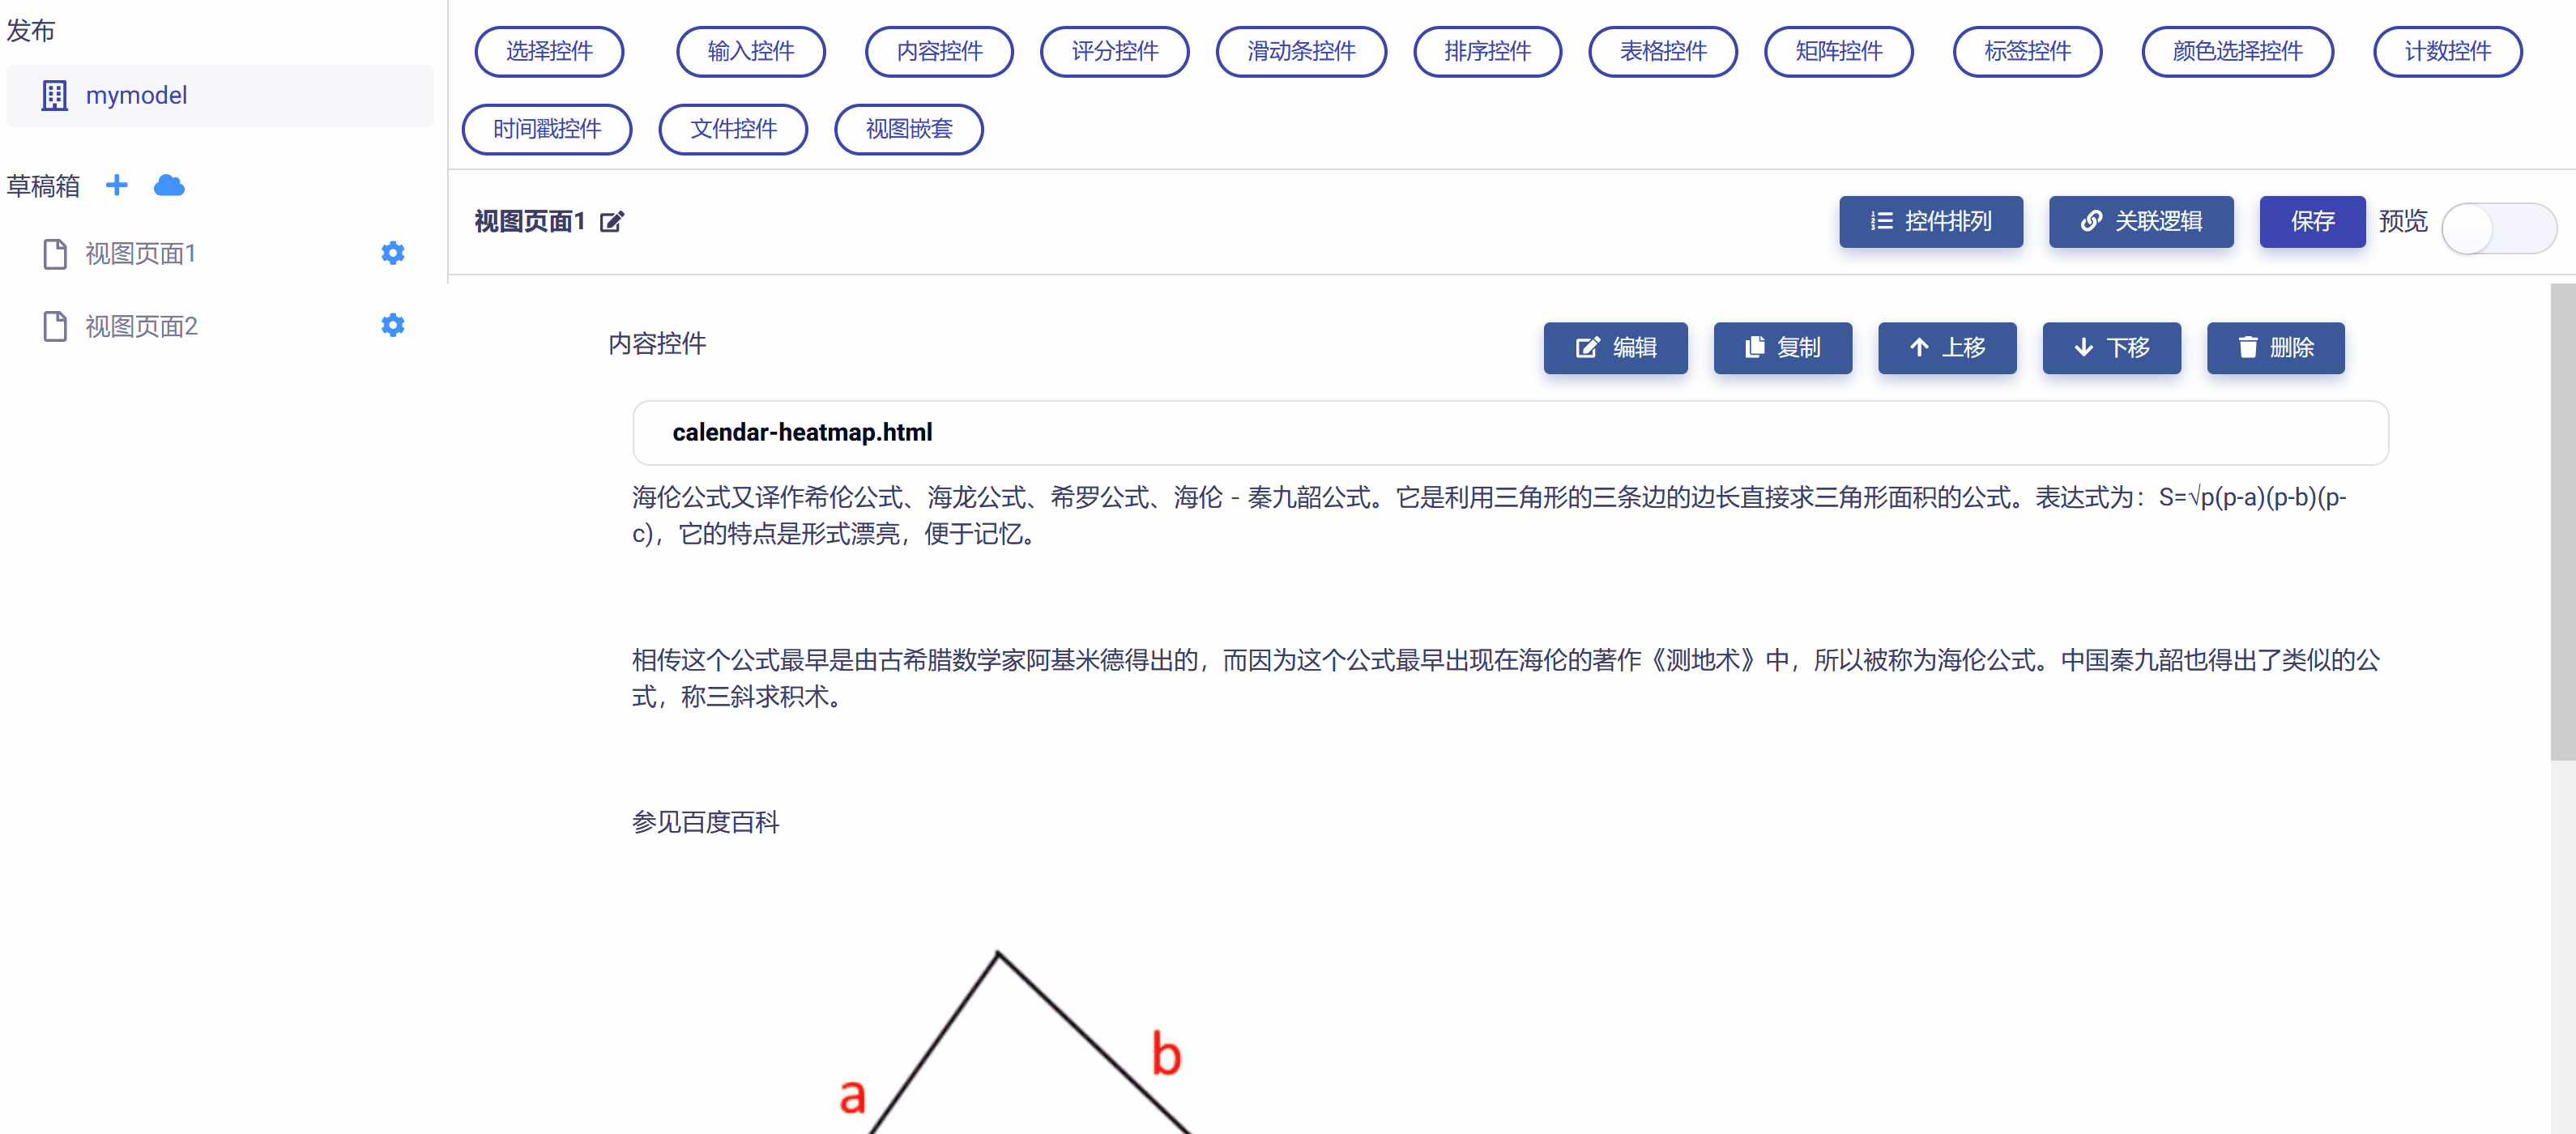 发布
mymodel
草稿箱
视图页面1
视图页面2
选择控件 输入控件 内容控件 评分控件 滑动条控件 排序控件 表格控件 矩阵控件 标签控件 颜色选择控件 计数控件
时间戳控件 文件控件 视图嵌套
视图页面1 控件排列 关联逻辑 保存 预览
内容控件 编辑 复制 上移 下移 删除
calendar-heatmap.html
海伦公式又译作希伦公式、海龙公式、希罗公式、海伦－秦九韶公式。它是利用三角形的三条边的边长直接求三角形面积的公式。表达式为：S=√p(p-a)(p-b)(p-
c)，它的特点是形式漂亮，便于记忆。
相传这个公式最早是由古希腊数学家阿基米德得出的，而因为这个公式最早出现在海伦的著作《测地术》中，所以被称为海伦公式。中国秦九韶也得出了类似的公
式，称三斜求积术。
参见百度百科
b
a